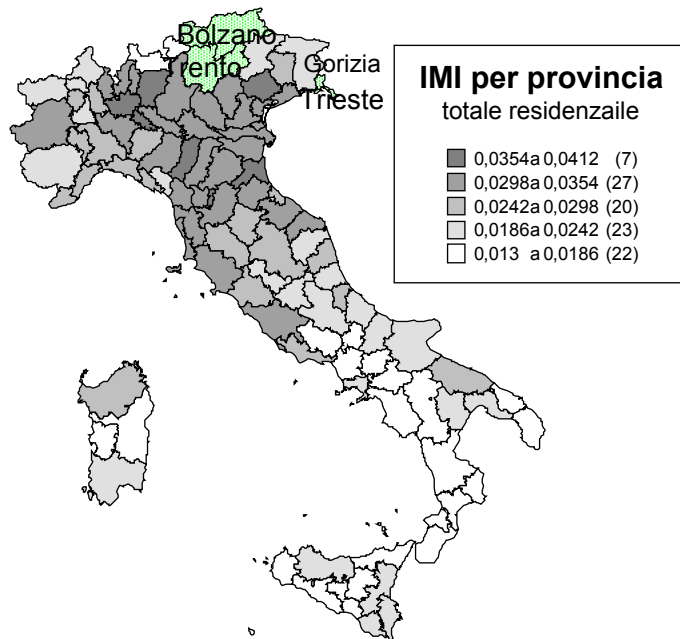 Bolzano
Trento
Gorizia
Trieste
IMI per provincia
totale residenzaile
0,0354a 0,0412 (7)
0,0298a 0,0354 (27)
0,0242a 0,0298 (20)
0,0186a 0,0242 (23)
0,013 a 0,0186 (22)